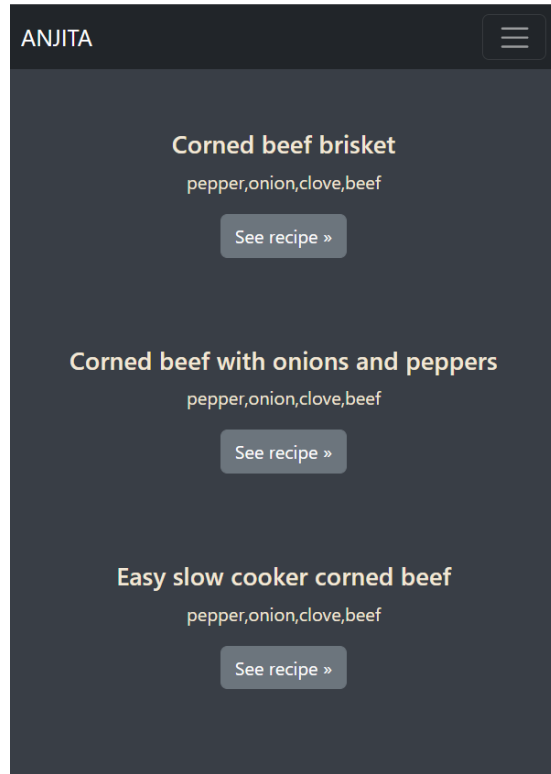 ANJITA
Corned beef brisket
pepper,onion,clove,beef
See recipe »
Corned beef with onions and peppers
pepper,onion,clove,beef
See recipe »
Easy slow cooker corned beef
pepper,onion,clove,beef
See recipe »